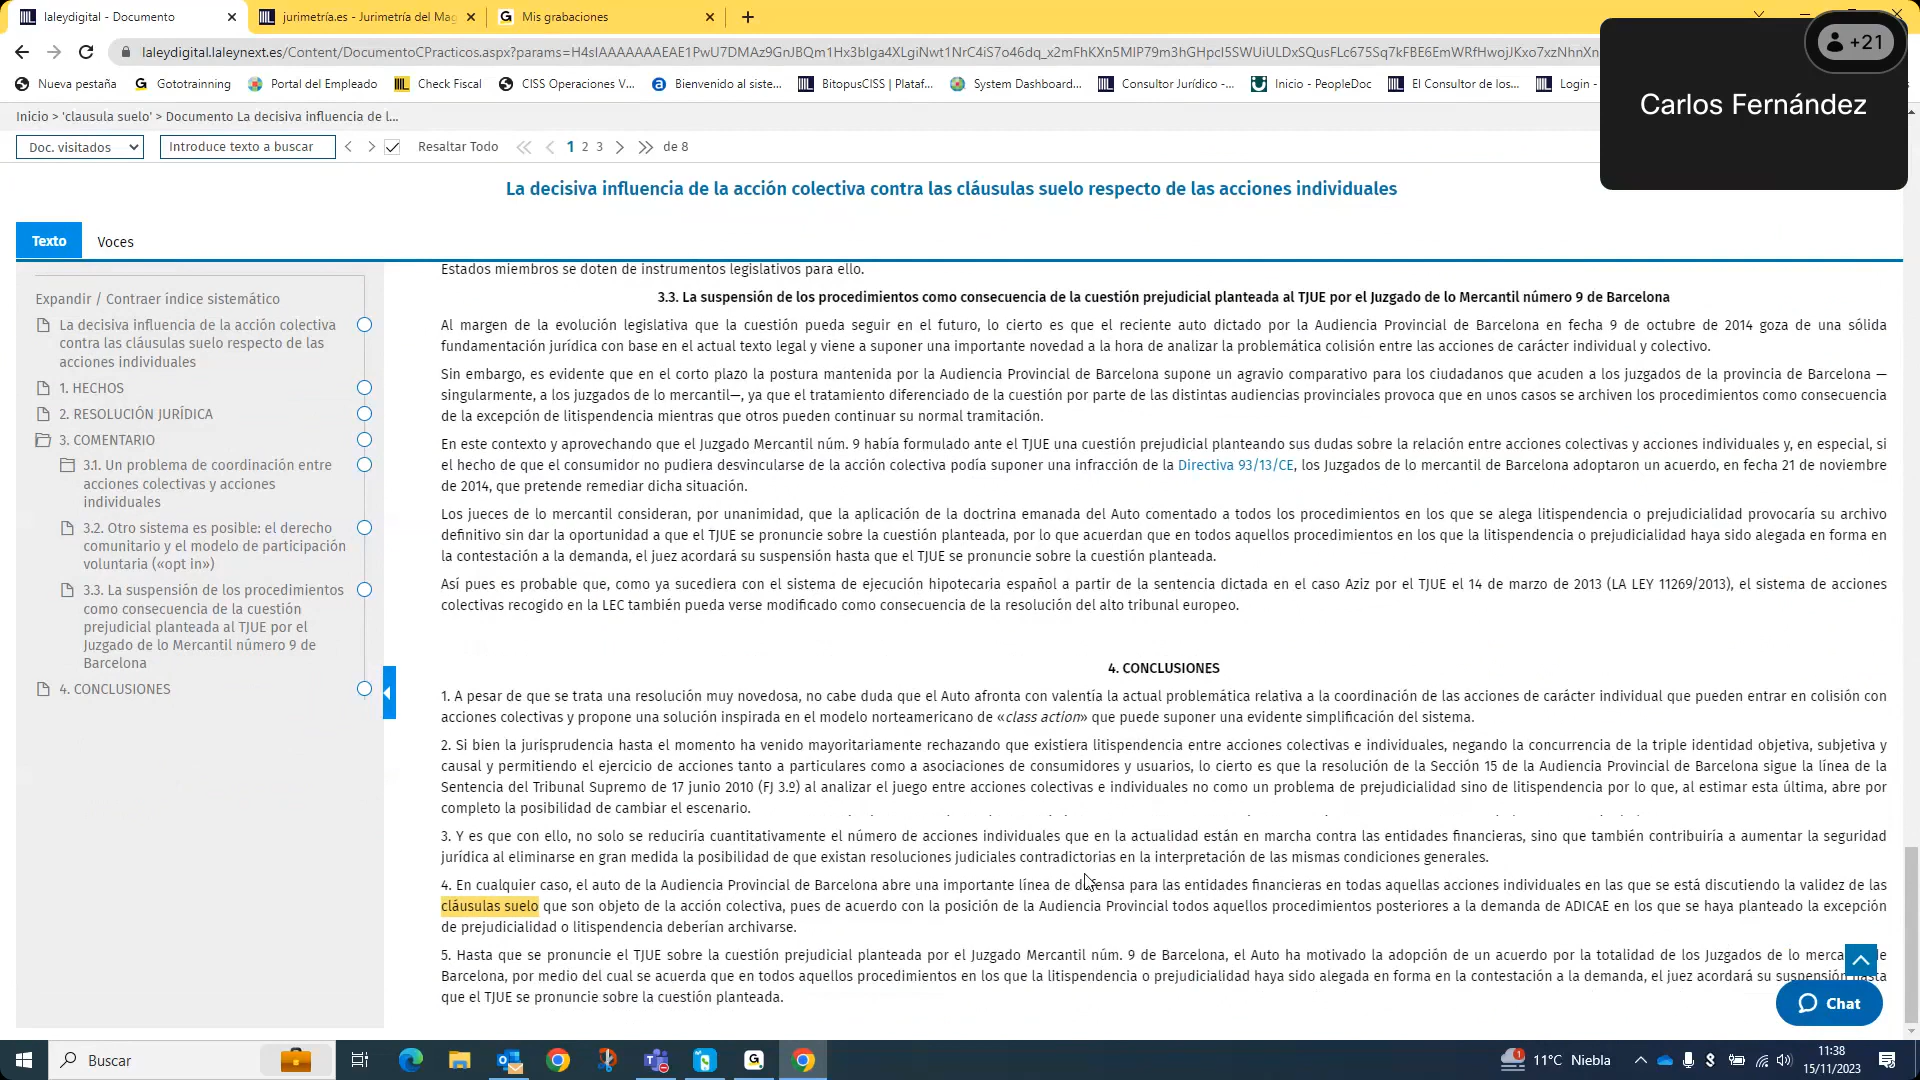 laleydigital - Documento
jurimetría.es - Jurimetría del Mag
Mis grabaciones
laleydigital.laleynext.es/Content/DocumentoCPracticos.aspx?params=
+21
Carlos Fernández
Nueva pestaña
Gototrainning
Portal del Empleado
Check Fiscal
CISS Operaciones V...
Bienvenido al siste...
BitopusCISS | Plataf...
System Dashboard...
Consultor Jurídico -...
Inicio - PeopleDoc
El Consultor de los...
Login -
Inicio > 'clausula suelo' > Documento La decisiva influencia de l...
Doc. visitados
Introduce texto a buscar
Resaltar Todo
1 2 3
de 8
La decisiva influencia de la acción colectiva contra las cláusulas suelo respecto de las acciones individuales
Texto
Voces
Expandir / Contraer índice sistemático
La decisiva influencia de la acción colectiva
contra las cláusulas suelo respecto de las
acciones individuales
1. HECHOS
2. RESOLUCIÓN JURÍDICA
3. COMENTARIO
3.1. Un problema de coordinación entre
acciones colectivas y acciones
individuales
3.2. Otro sistema es posible: el derecho
comunitario y el modelo de participación
voluntaria («opt in»)
3.3. La suspensión de los procedimientos
como consecuencia de la cuestión
prejudicial planteada al TJUE por el
Juzgado de lo Mercantil número 9 de
Barcelona
4. CONCLUSIONES
Estados miembros se doten de instrumentos legislativos para ello.
3.3. La suspensión de los procedimientos como consecuencia de la cuestión prejudicial planteada al TJUE por el Juzgado de lo Mercantil número 9 de Barcelona
Al margen de la evolución legislativa que la cuestión pueda seguir en el futuro, lo cierto es que el reciente auto dictado por la Audiencia Provincial de Barcelona en fecha 9 de octubre de 2014 goza de una sólida
fundamentación jurídica con base en el actual texto legal y viene a suponer una importante novedad a la hora de analizar la problemática colisión entre las acciones de carácter individual y colectivo.
Sin embargo, es evidente que en el corto plazo la postura mantenida por la Audiencia Provincial de Barcelona supone un agravio comparativo para los ciudadanos que acuden a los juzgados de la provincia de Barcelona —
singularmente, a los juzgados de lo mercantil—, ya que el tratamiento diferenciado de la cuestión por parte de las distintas audiencias provinciales provoca que en unos casos se archiven los procedimientos como consecuencia
de la excepción de litispendencia mientras que otros pueden continuar su normal tramitación.
En este contexto y aprovechando que el Juzgado Mercantil núm. 9 había formulado ante el TJUE una cuestión prejudicial planteando sus dudas sobre la relación entre acciones colectivas y acciones individuales y, en especial, si
el hecho de que el consumidor no pudiera desvincularse de la acción colectiva podía suponer una infracción de la Directiva 93/13/CE, los Juzgados de lo mercantil de Barcelona adoptaron un acuerdo, en fecha 21 de noviembre
de 2014, que pretende remediar dicha situación.
Los jueces de lo mercantil consideran, por unanimidad, que la aplicación de la doctrina emanada del Auto comentado a todos los procedimientos en los que se alega litispendencia o prejudicialidad provocaría su archivo
definitivo sin dar la oportunidad a que el TJUE se pronuncie sobre la cuestión planteada, por lo que acuerdan que en todos aquellos procedimientos en los que la litispendencia o prejudicialidad haya sido alegada en forma en
la contestación a la demanda, el juez acordará su suspensión hasta que el TJUE se pronuncie sobre la cuestión planteada.
Así pues es probable que, como ya sucediera con el sistema de ejecución hipotecaria español a partir de la sentencia dictada en el caso Aziz por el TJUE el 14 de marzo de 2013 (LA LEY 11269/2013), el sistema de acciones
colectivas recogido en la LEC también pueda verse modificado como consecuencia de la resolución del alto tribunal europeo.
4. CONCLUSIONES
1. A pesar de que se trata una resolución muy novedosa, no cabe duda que el Auto afronta con valentía la actual problemática relativa a la coordinación de las acciones de carácter individual que pueden entrar en colisión con
acciones colectivas y propone una solución inspirada en el modelo norteamericano de «class action» que puede suponer una evidente simplificación del sistema.
2. Si bien la jurisprudencia hasta el momento ha venido mayoritariamente rechazando que existiera litispendencia entre acciones colectivas e individuales, negando la concurrencia de la triple identidad objetiva, subjetiva y
causal y permitiendo el ejercicio de acciones tanto a particulares como a asociaciones de consumidores y usuarios, lo cierto es que la resolución de la Sección 15 de la Audiencia Provincial de Barcelona sigue la línea de la
Sentencia del Tribunal Supremo de 17 junio 2010 (FJ 3.º) al analizar el juego entre acciones colectivas e individuales no como un problema de prejudicialidad sino de litispendencia por lo que, al estimar esta última, abre por
completo la posibilidad de cambiar el escenario.
3. Y es que con ello, no solo se reduciría cuantitativamente el número de acciones individuales que en la actualidad están en marcha contra las entidades financieras, sino que también contribuiría a aumentar la seguridad
jurídica al eliminarse en gran medida la posibilidad de que existan resoluciones judiciales contradictorias en la interpretación de las mismas condiciones generales.
4. En cualquier caso, el auto de la Audiencia Provincial de Barcelona abre una importante línea de defensa para las entidades financieras en todas aquellas acciones individuales en las que se está discutiendo la validez de las
cláusulas suelo que son objeto de la acción colectiva, pues de acuerdo con la posición de la Audiencia Provincial todos aquellos procedimientos posteriores a la demanda de ADICAE en los que se haya planteado la excepción
de prejudicialidad o litispendencia deberían archivarse.
5. Hasta que se pronuncie el TJUE sobre la cuestión prejudicial planteada por el Juzgado Mercantil núm. 9 de Barcelona, el Auto ha motivado la adopción de un acuerdo por la totalidad de los Juzgados de lo merca de
Barcelona, por medio del cual se acuerda que en todos aquellos procedimientos en los que la litispendencia o prejudicialidad haya sido alegada en forma en la contestación a la demanda, el juez acordará su suspensión hasta
que el TJUE se pronuncie sobre la cuestión planteada.
Chat
Buscar
11°C Niebla
11:38
15/11/2023